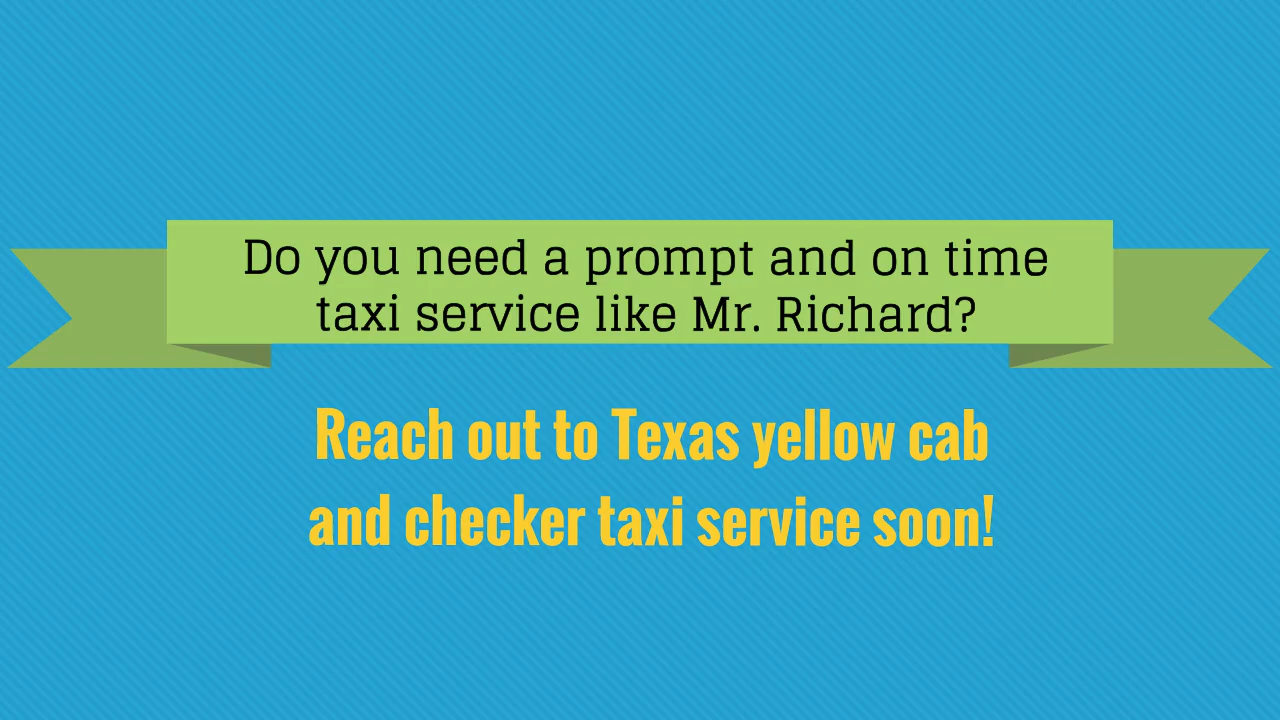 Do you need a prompt and on time
taxi service like Mr. Richard?
Reach out to Texas yellow cab
and checker taxi service soon!